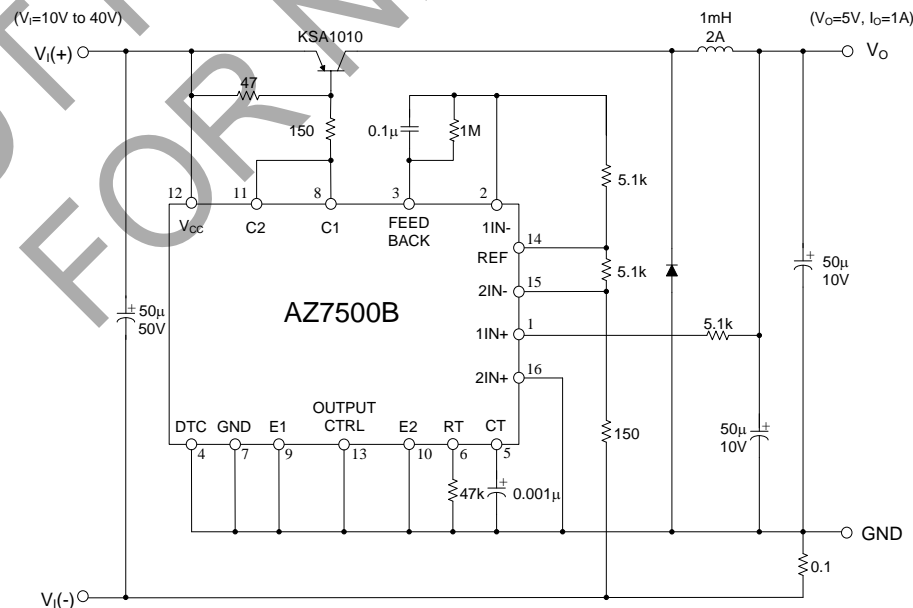 (VI=10V to 40V)
(VO=5V, IO=1A)
1mH
2A
KSA1010
VI(+)
VO
47
150
0.1µ
1M
5.1k
12
11
8
3
2
VCC
C2
C1
FEED
BACK
1IN-
14
REF
5.1k
15
2IN-
50µ
10V
AZ7500B
50µ
50V
1
1IN+
5.1k
16
2IN+
OUTPUT
CTRL
DTC
GND
E1
E2
RT
CT
150
50µ
10V
4
7
9
13
10
6
5
47k
0.001µ
GND
0.1
VI(-)
FOR